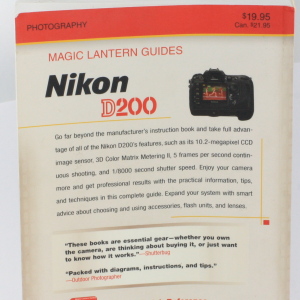 PHOTOGRAPHY
$19.95
Can. $21.95
MAGIC LANTERN GUIDES
Nikon
D200
Go far beyond the manufacturer's instruction book and take full advan-
tage of all of the Nikon D200's features, such as its 10.2-megapixel CCD
image sensor, 3D Color Matrix Metering II, 5 frames per second contin-
uous shooting, and 1/8000 second shutter speed. Enjoy your camera
more and get professional results with the practical information, tips,
and techniques in this complete guide. Expand your system with smart
advice about choosing and using accessories, flash units, and lenses.
"These books are essential gear—whether you own
the camera, are thinking about buying it, or just want
to know how it works."—Shutterbug
"Packed with diagrams, instructions, and tips."
—Outdoor Photographer